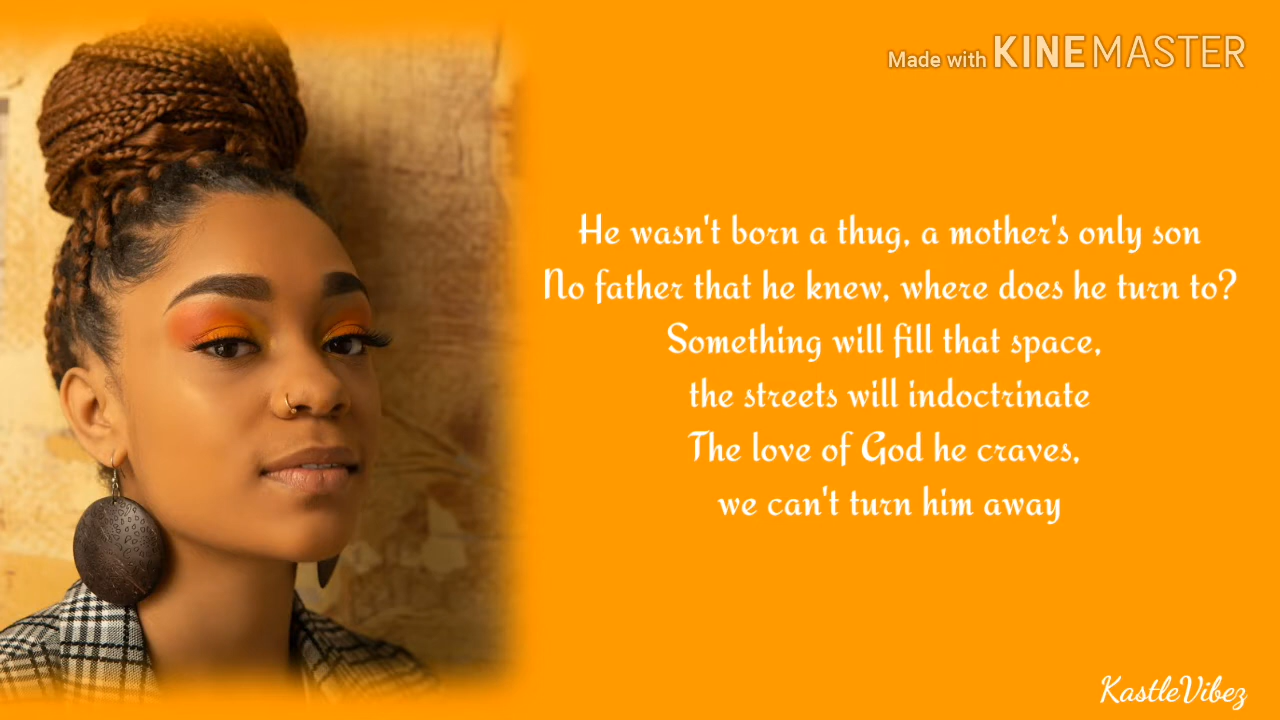 Made with KINEMASTER
He wasn't born a thug, a mother's only son
No father that he knew, where does he turn to?
Something will fill that space,
the streets will indoctrinate
The love of God he craves,
we can't turn him away
KastleVibez